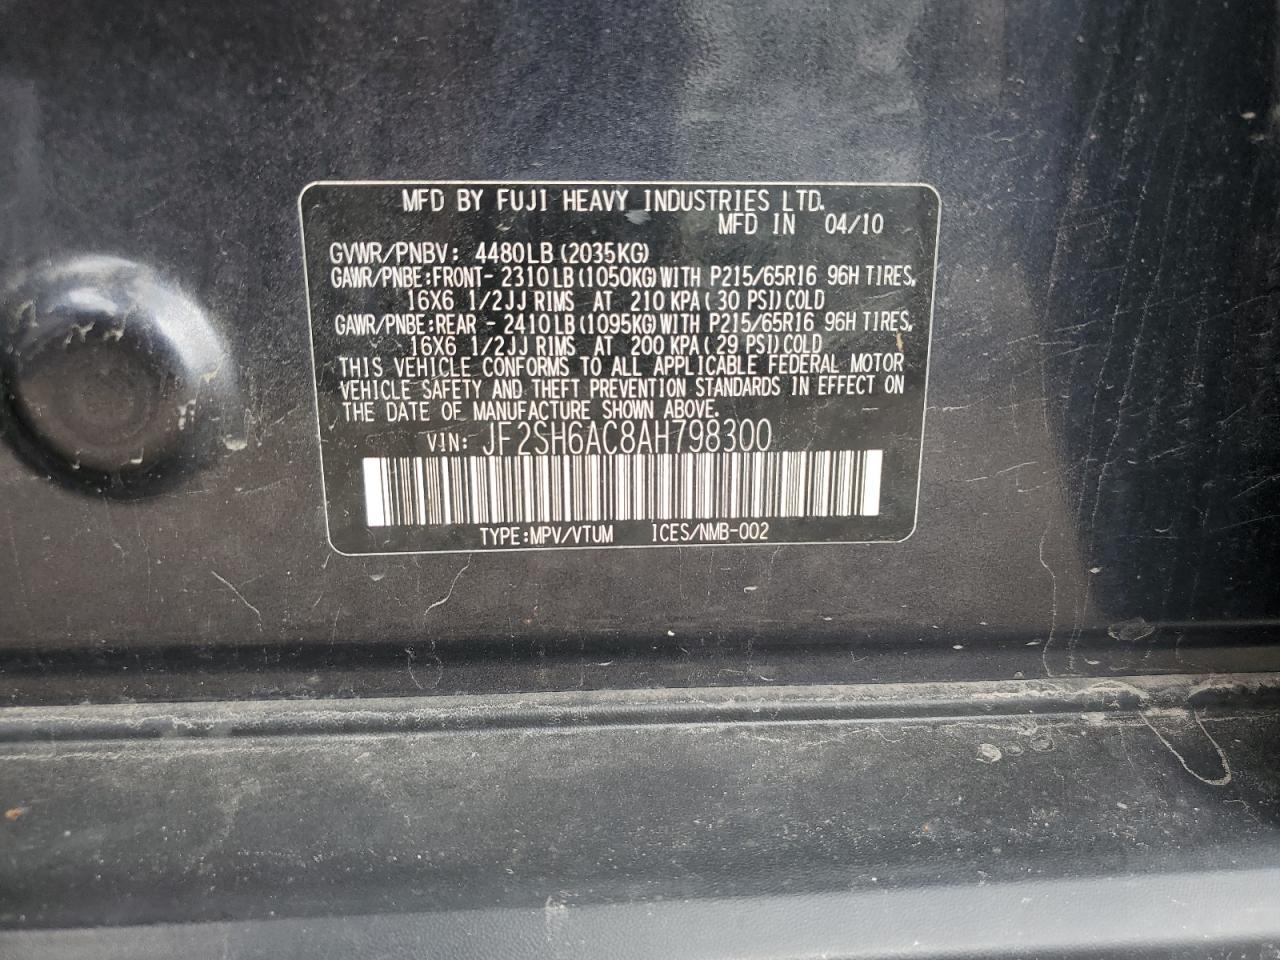 MFD BY FUJI HEAVY INDUSTRIES LTD.
MFD IN 04/10
GVWR/PNBV: 4480LB (2035KG)
GAWR/PNBE:FRONT- 2310LB (1050KG) WITH P215/65R16 96H TIRES,
16X6 1/2JJ RIMS AT 210 KPA ( 30 PSI) COLD
GAWR/PNBE:REAR - 2410LB (1095KG) WITH P215/65R16 96H TIRES,
16X6 1/2JJ RIMS AT 200 KPA ( 29 PSI) COLD
THIS VEHICLE CONFORMS TO ALL APPLICABLE FEDERAL MOTOR
VEHICLE SAFETY AND THEFT PREVENTION STANDARDS IN EFFECT ON
THE DATE OF MANUFACTURE SHOWN ABOVE.
VIN: JF2SH6AC8AH798300
TYPE:MPV/VTUM ICES/NMB-002